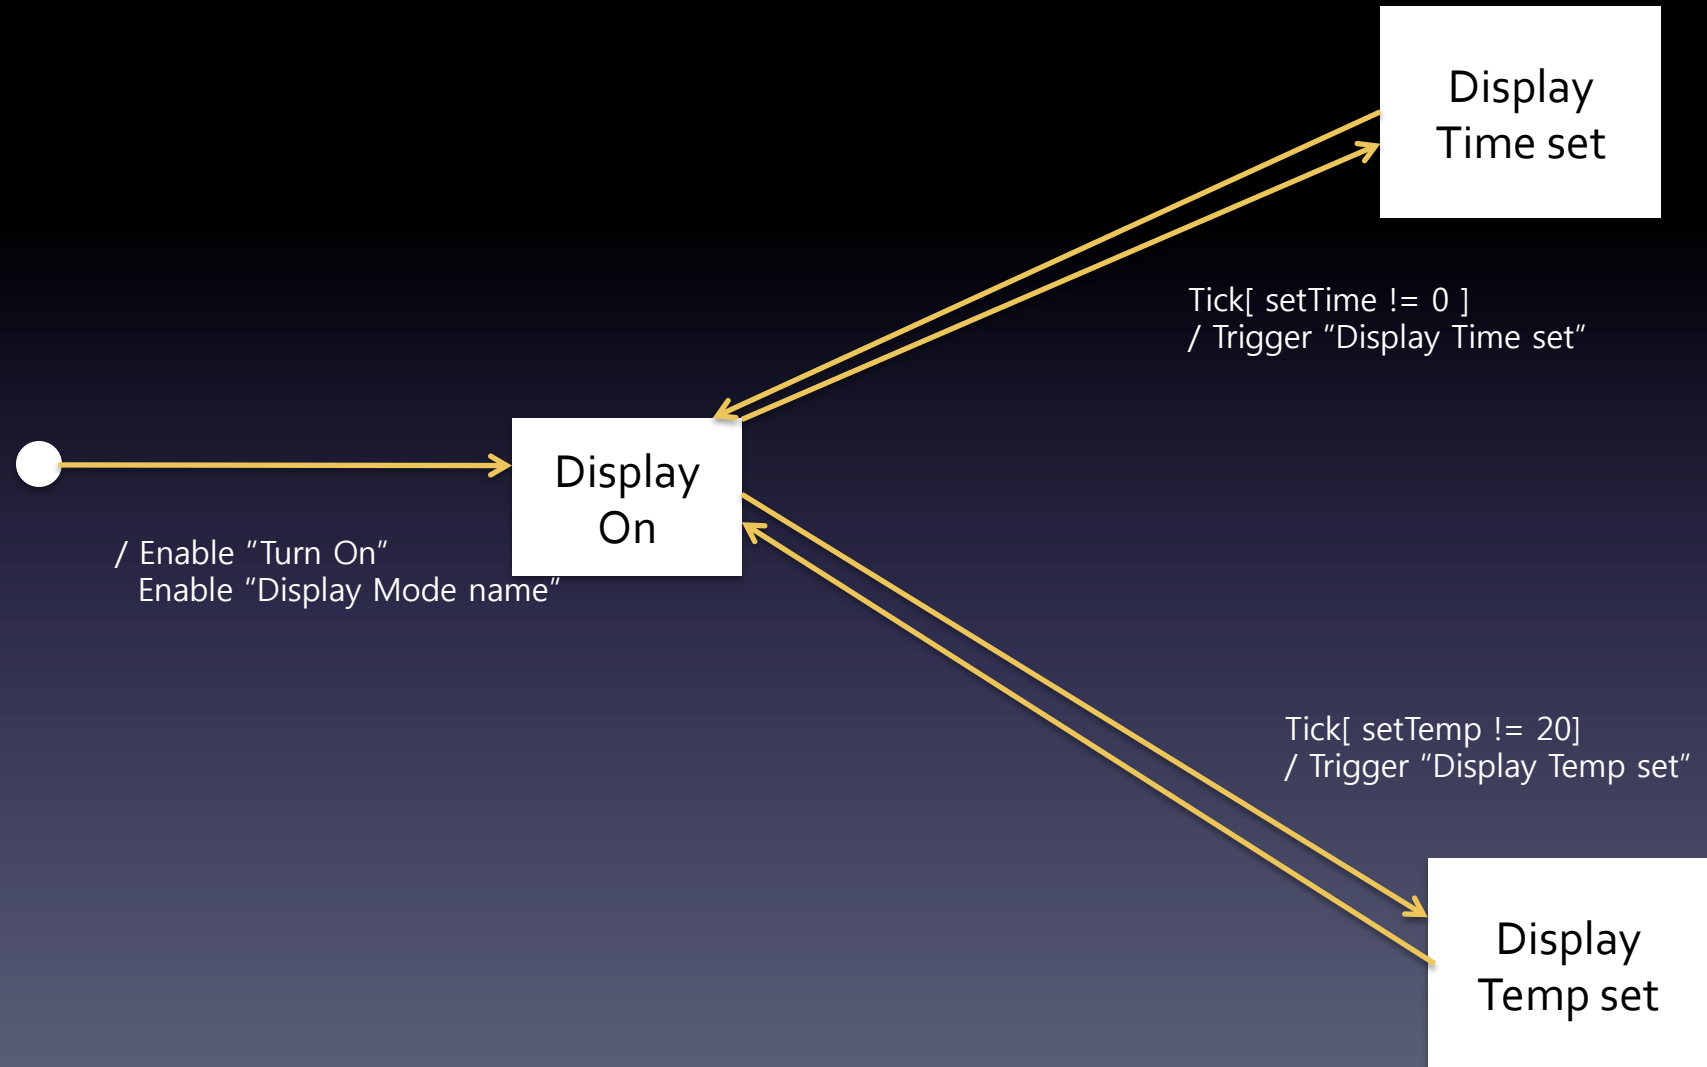 Display
Time set
Tick[ setTime != 0 ]
/ Trigger "Display Time set"
Display
On
/ Enable "Turn On"
Enable "Display Mode name"
Tick[ setTemp != 20]
/ Trigger "Display Temp set"
Display
Temp set